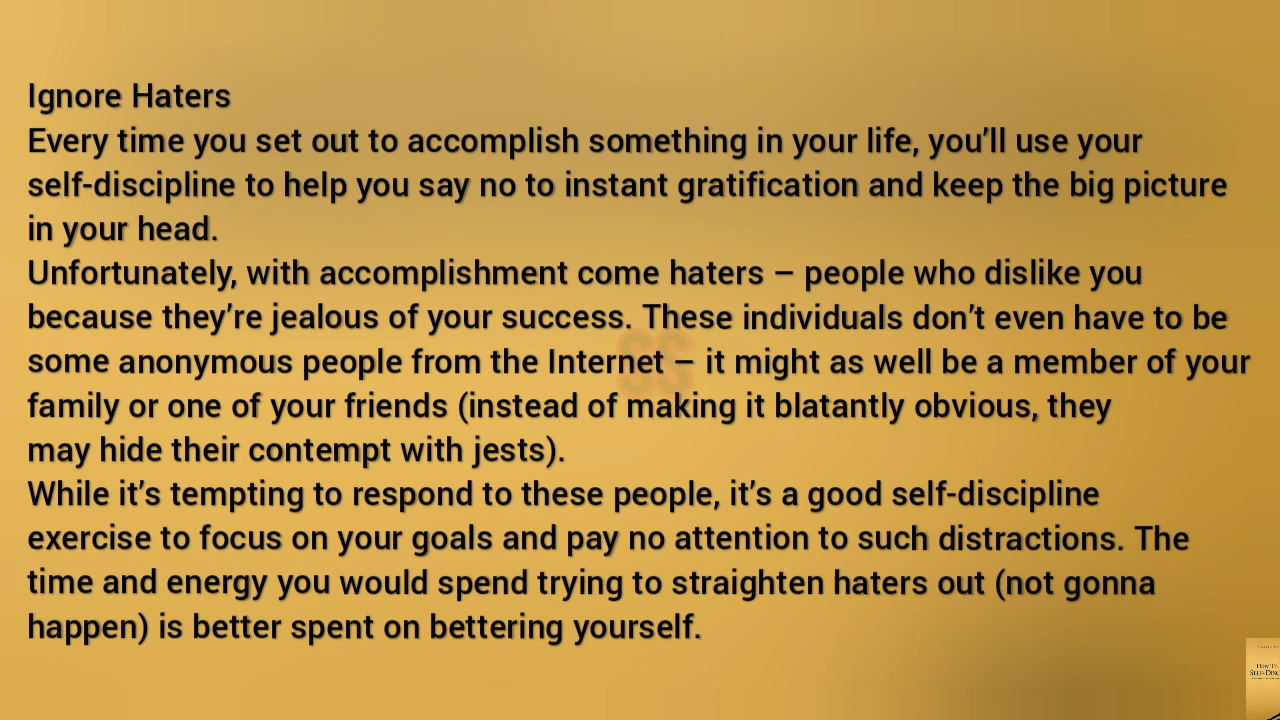 Ignore Haters
Every time you set out to accomplish something in your life, you’ll use your
self-discipline to help you say no to instant gratification and keep the big picture
in your head.
Unfortunately, with accomplishment come haters – people who dislike you
because they’re jealous of your success. These individuals don’t even have to be
some anonymous people from the Internet – it might as well be a member of your
family or one of your friends (instead of making it blatantly obvious, they
may hide their contempt with jests).
While it’s tempting to respond to these people, it’s a good self-discipline
exercise to focus on your goals and pay no attention to such distractions. The
time and energy you would spend trying to straighten haters out (not gonna
happen) is better spent on bettering yourself.
SS
How To